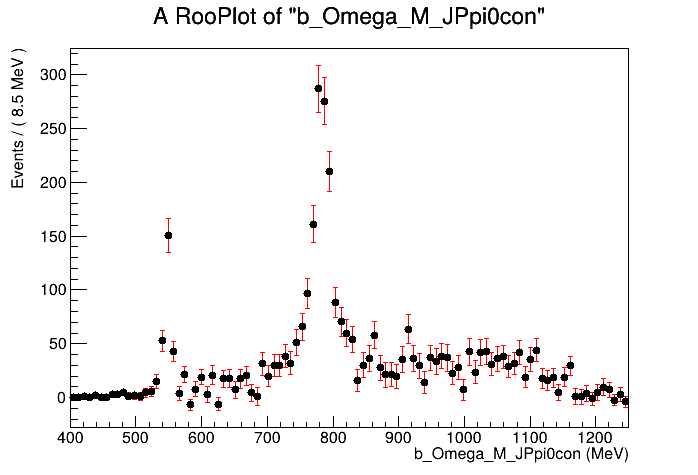 A RooPlot of "b_Omega_M_JPpi0con"
Events / ( 8.5 MeV )
300
250
200
150
100
50
0
400 500 600 700 800 900 1000 1100 1200
b_Omega_M_JPpi0con (MeV)